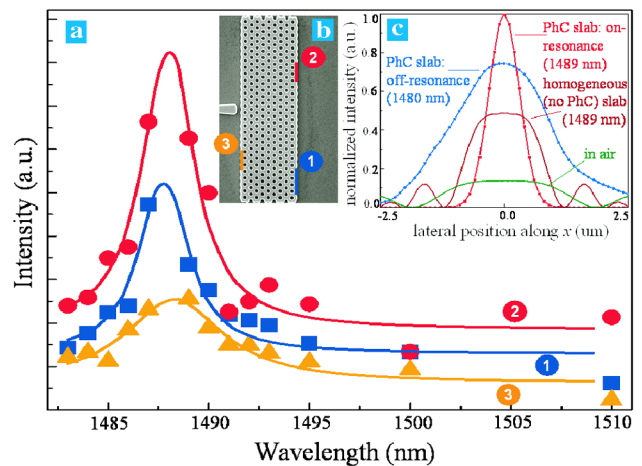 a
b
c
2
3
1
normalized intensity (a.u.)
1.0
0.8
0.6
0.4
0.2
0.0
PhC slab:
off-resonance
(1480 nm)
PhC slab: on-
resonance
(1489 nm)
homogeneous
(no PhC) slab
(1489 nm)
in air
-2.5
0.0
2.5
lateral position along x (um)
Intensity (a.u.)
2
1
3
1485
1490
1495
1500
1505
1510
Wavelength (nm)